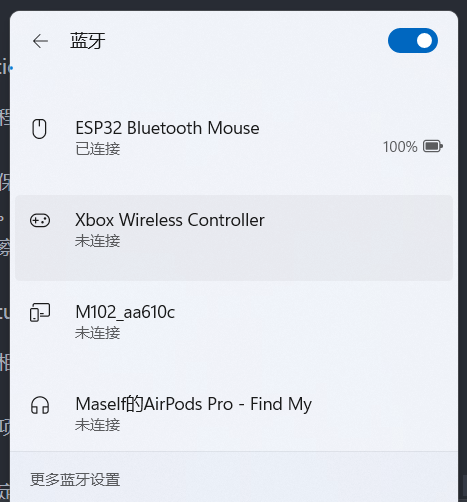 蓝牙
ESP32 Bluetooth Mouse
已连接
100%
Xbox Wireless Controller
未连接
M102_aa610c
未连接
Maself的AirPods Pro - Find My
未连接
更多蓝牙设置